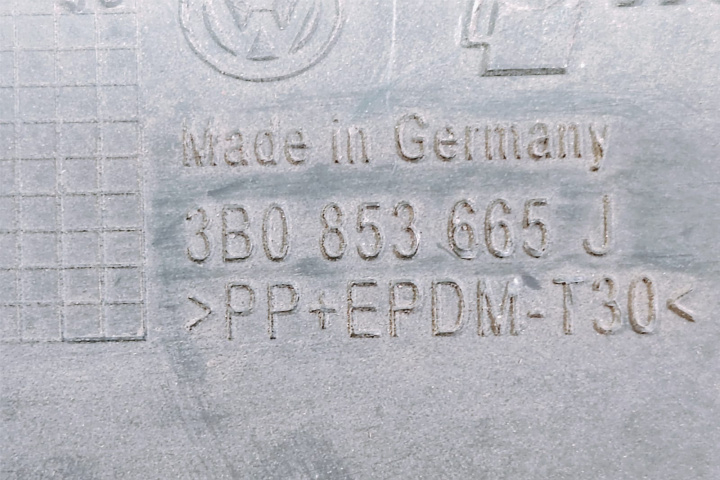 Made in Germany
3B0 853 665 J
>PP+EPDM-T30<